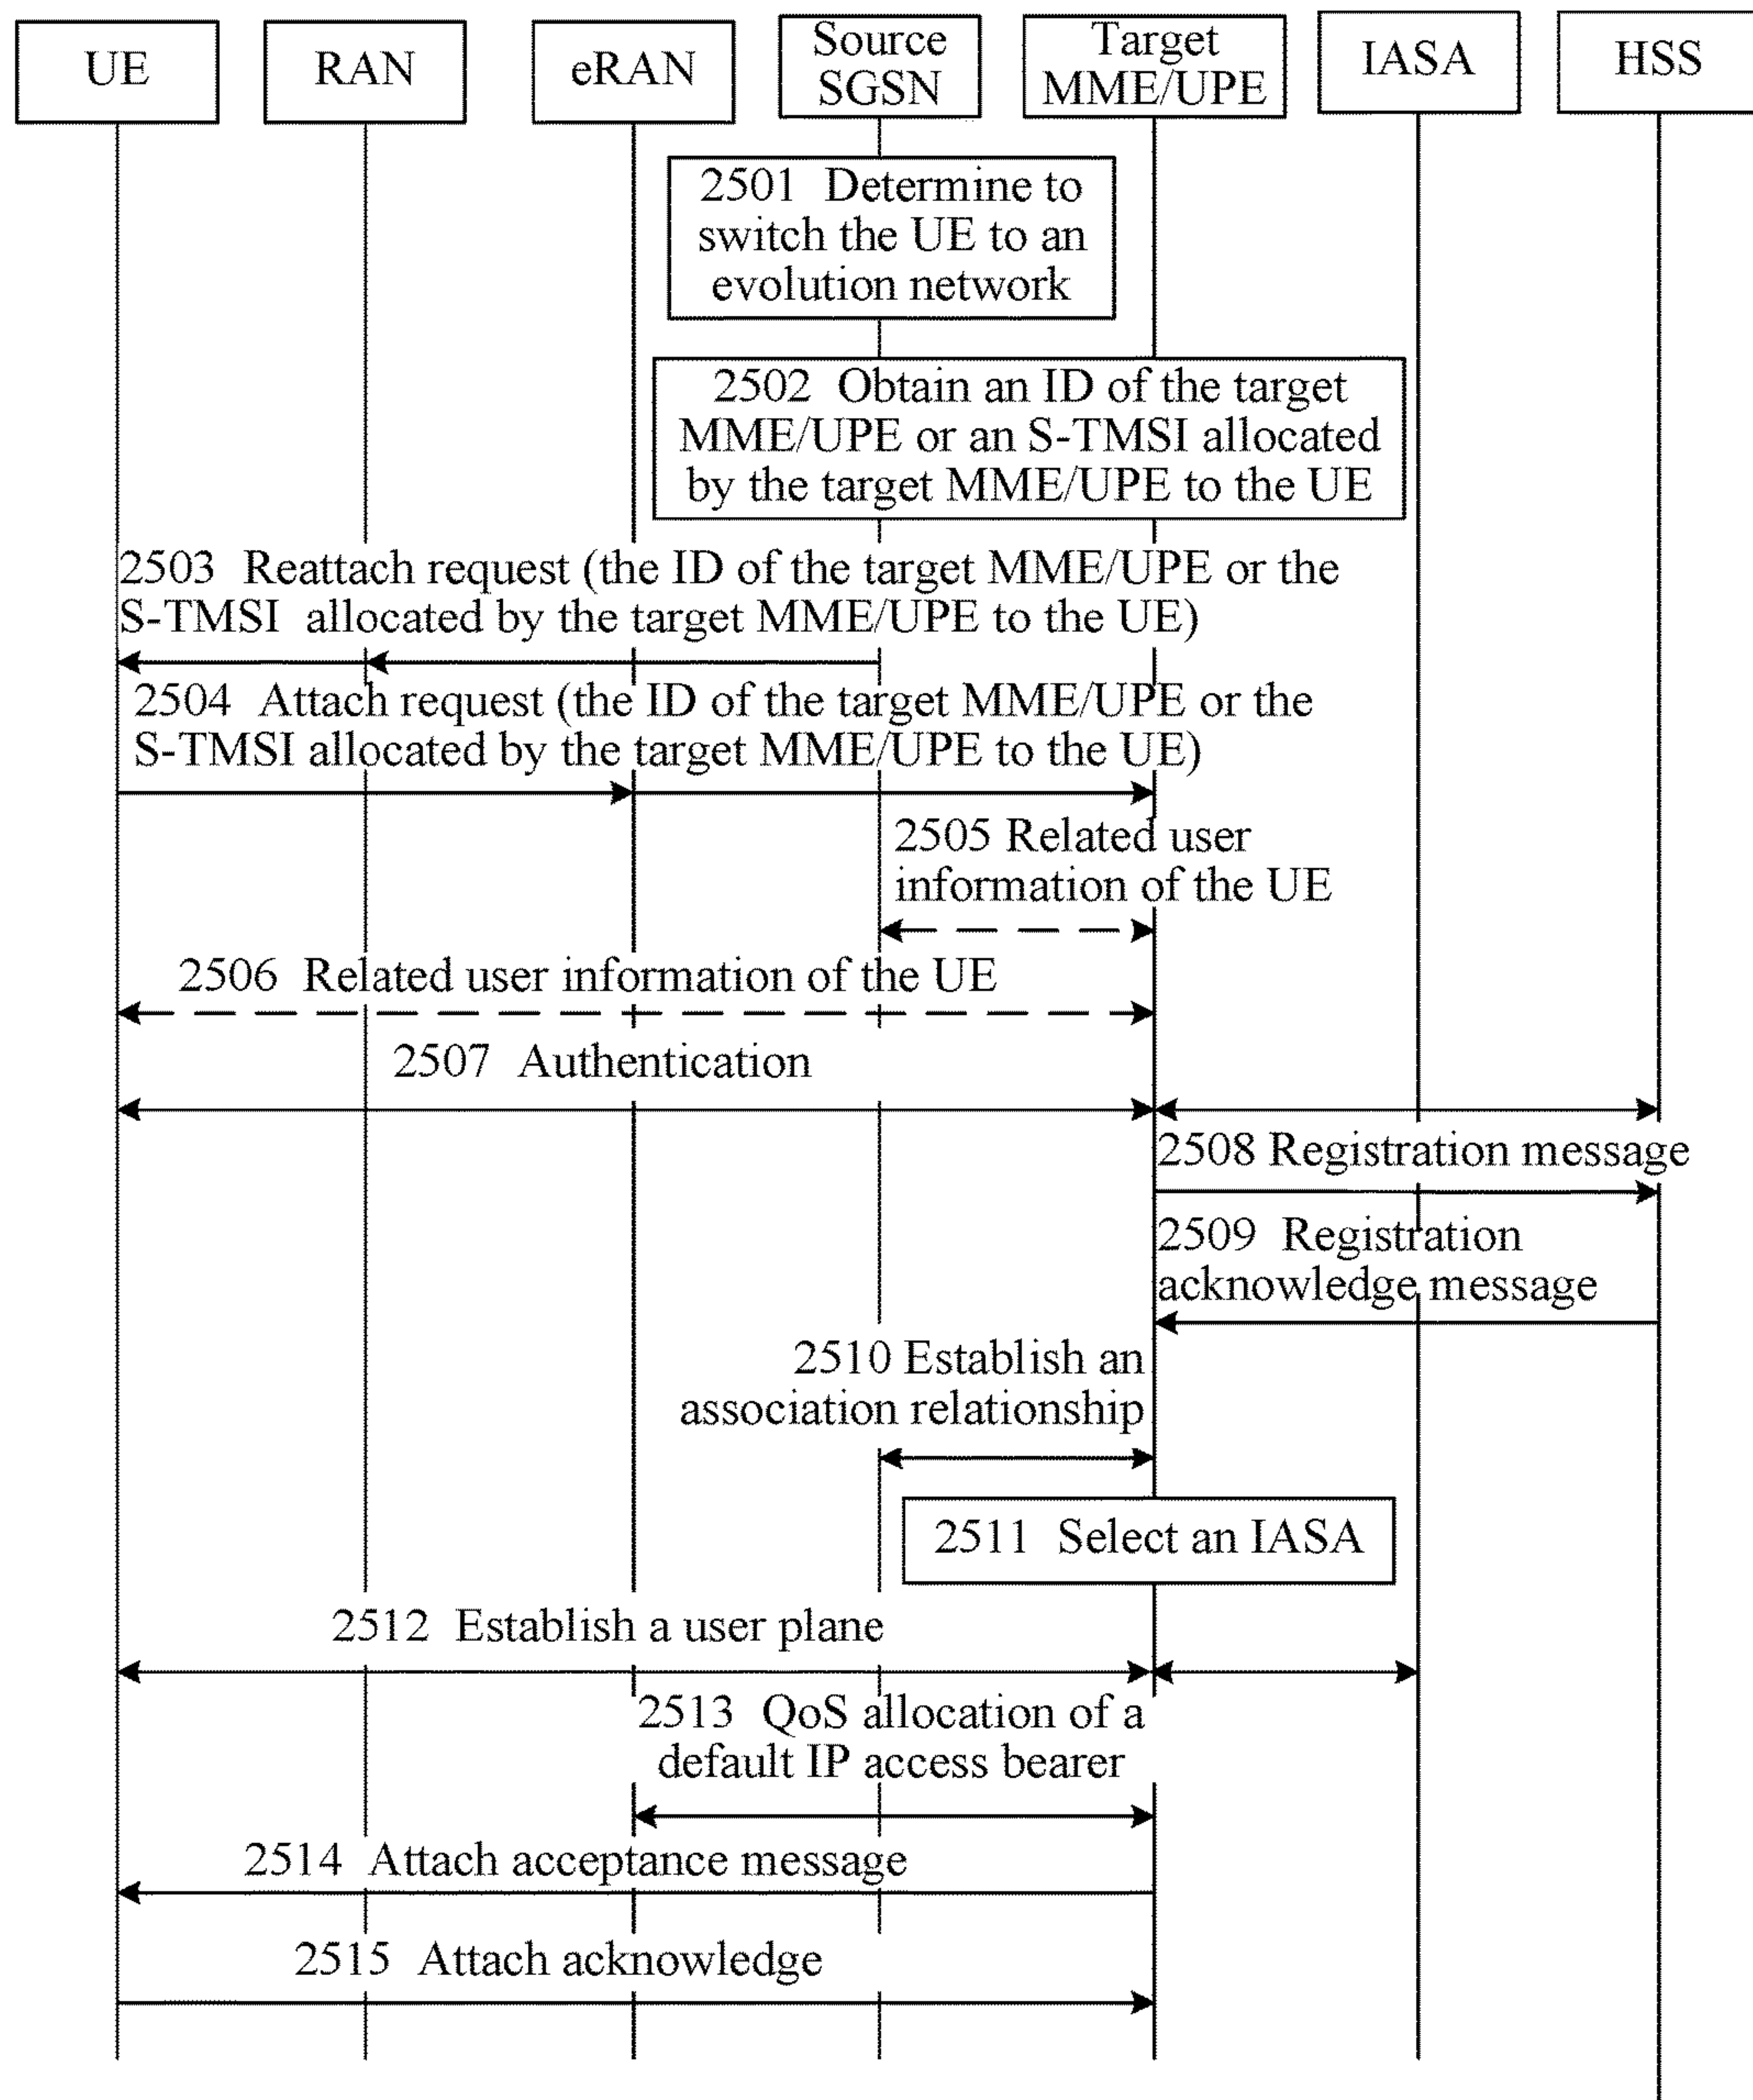 UE
RAN
eRAN
Source
SGSN
Target
MME/UPE
IASA
HSS
2501 Determine to
switch the UE to an
evolution network
2502 Obtain an ID of the target
MME/UPE or an S-TMSI allocated
by the target MME/UPE to the UE
2503 Reattach request (the ID of the target MME/UPE or the
S-TMSI allocated by the target MME/UPE to the UE)
2504 Attach request (the ID of the target MME/UPE or the
S-TMSI allocated by the target MME/UPE to the UE)
2505 Related user
information of the UE
2506 Related user information of the UE
2507 Authentication
2508 Registration message
2509 Registration
acknowledge message
2510 Establish an
association relationship
2511 Select an IASA
2512 Establish a user plane
2513 QoS allocation of a
default IP access bearer
2514 Attach acceptance message
2515 Attach acknowledge